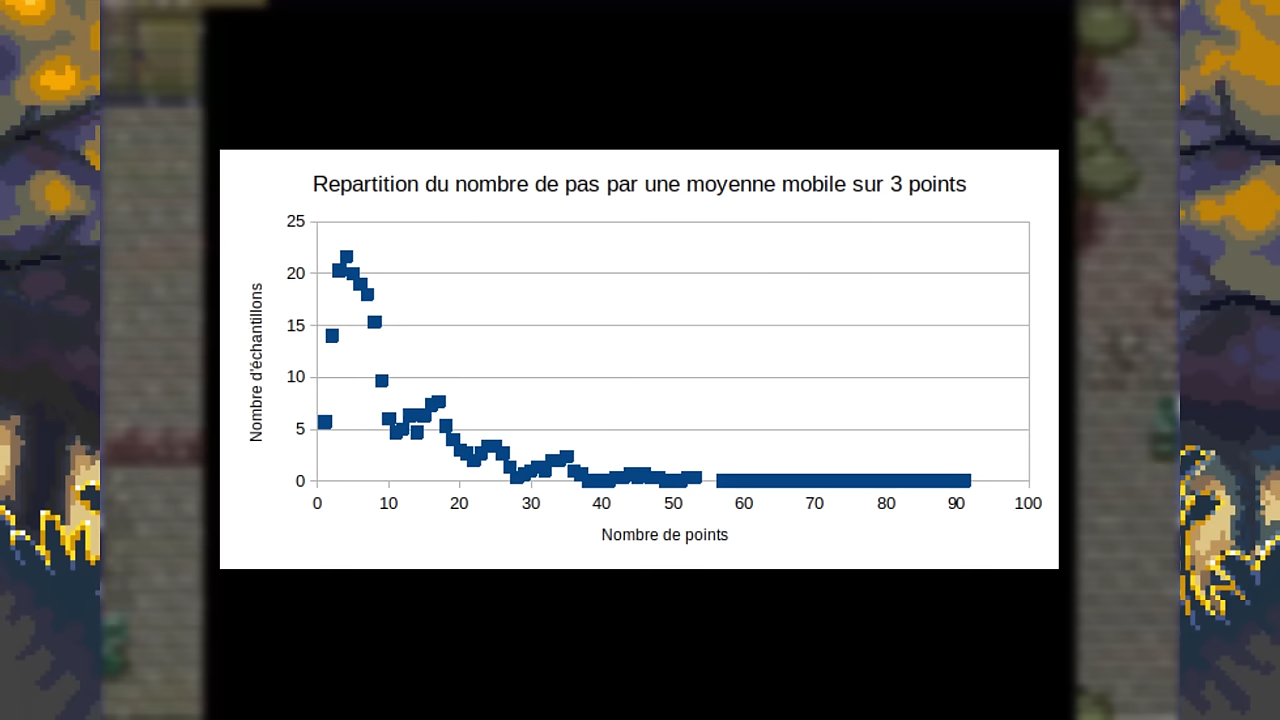 Repartition du nombre de pas par une moyenne mobile sur 3 points
25
20
15
10
5
0
Nombre d'échantillons
0 10 20 30 40 50 60 70 80 90 100
Nombre de points